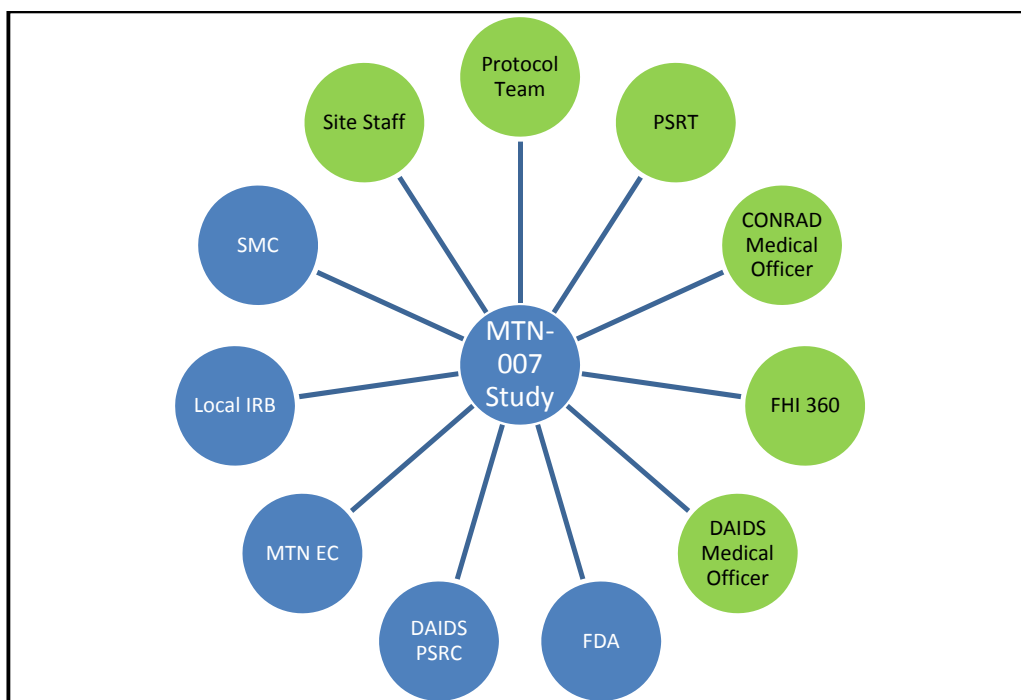 Protocol
Team
PSRT
CONRAD
Medical
Officer
FHI 360
DAIDS
Medical
Officer
FDA
DAIDS
PSRC
MTN EC
Local IRB
SMC
Site Staff
MTN-
007
Study